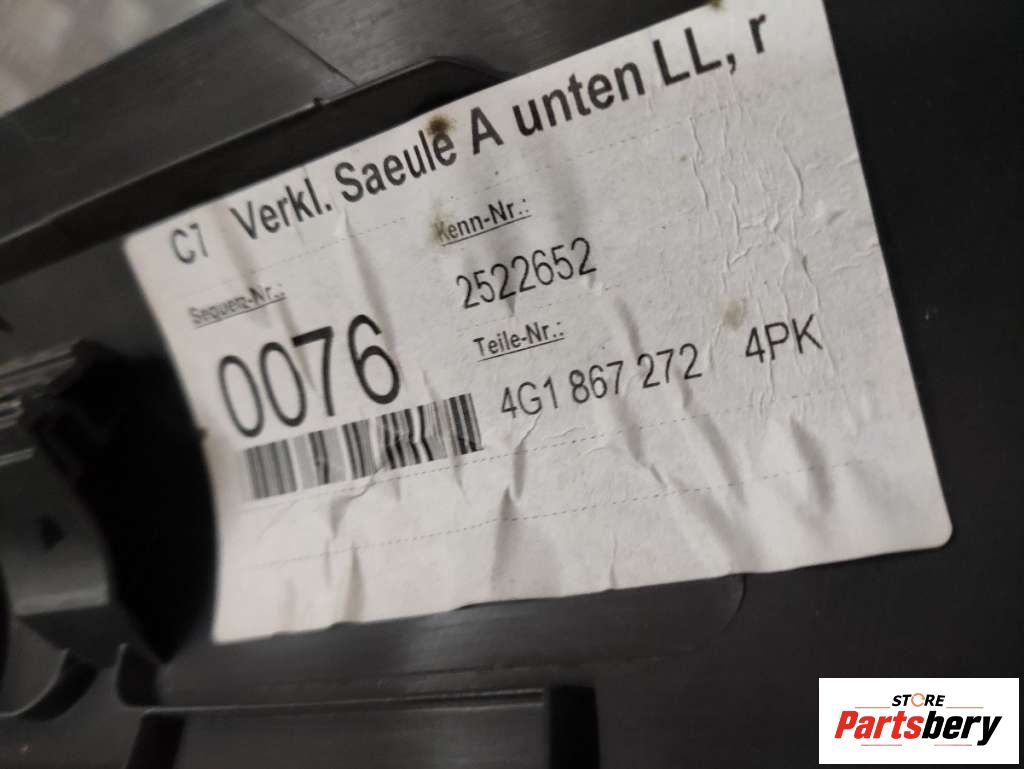 C7 Verkl. Saeule A unten LL, r
Sequenz-Nr.:
Kenn-Nr.:
0076
2522652
Teile-Nr.:
4G1 867 272 4PK
STORE
Partsbery